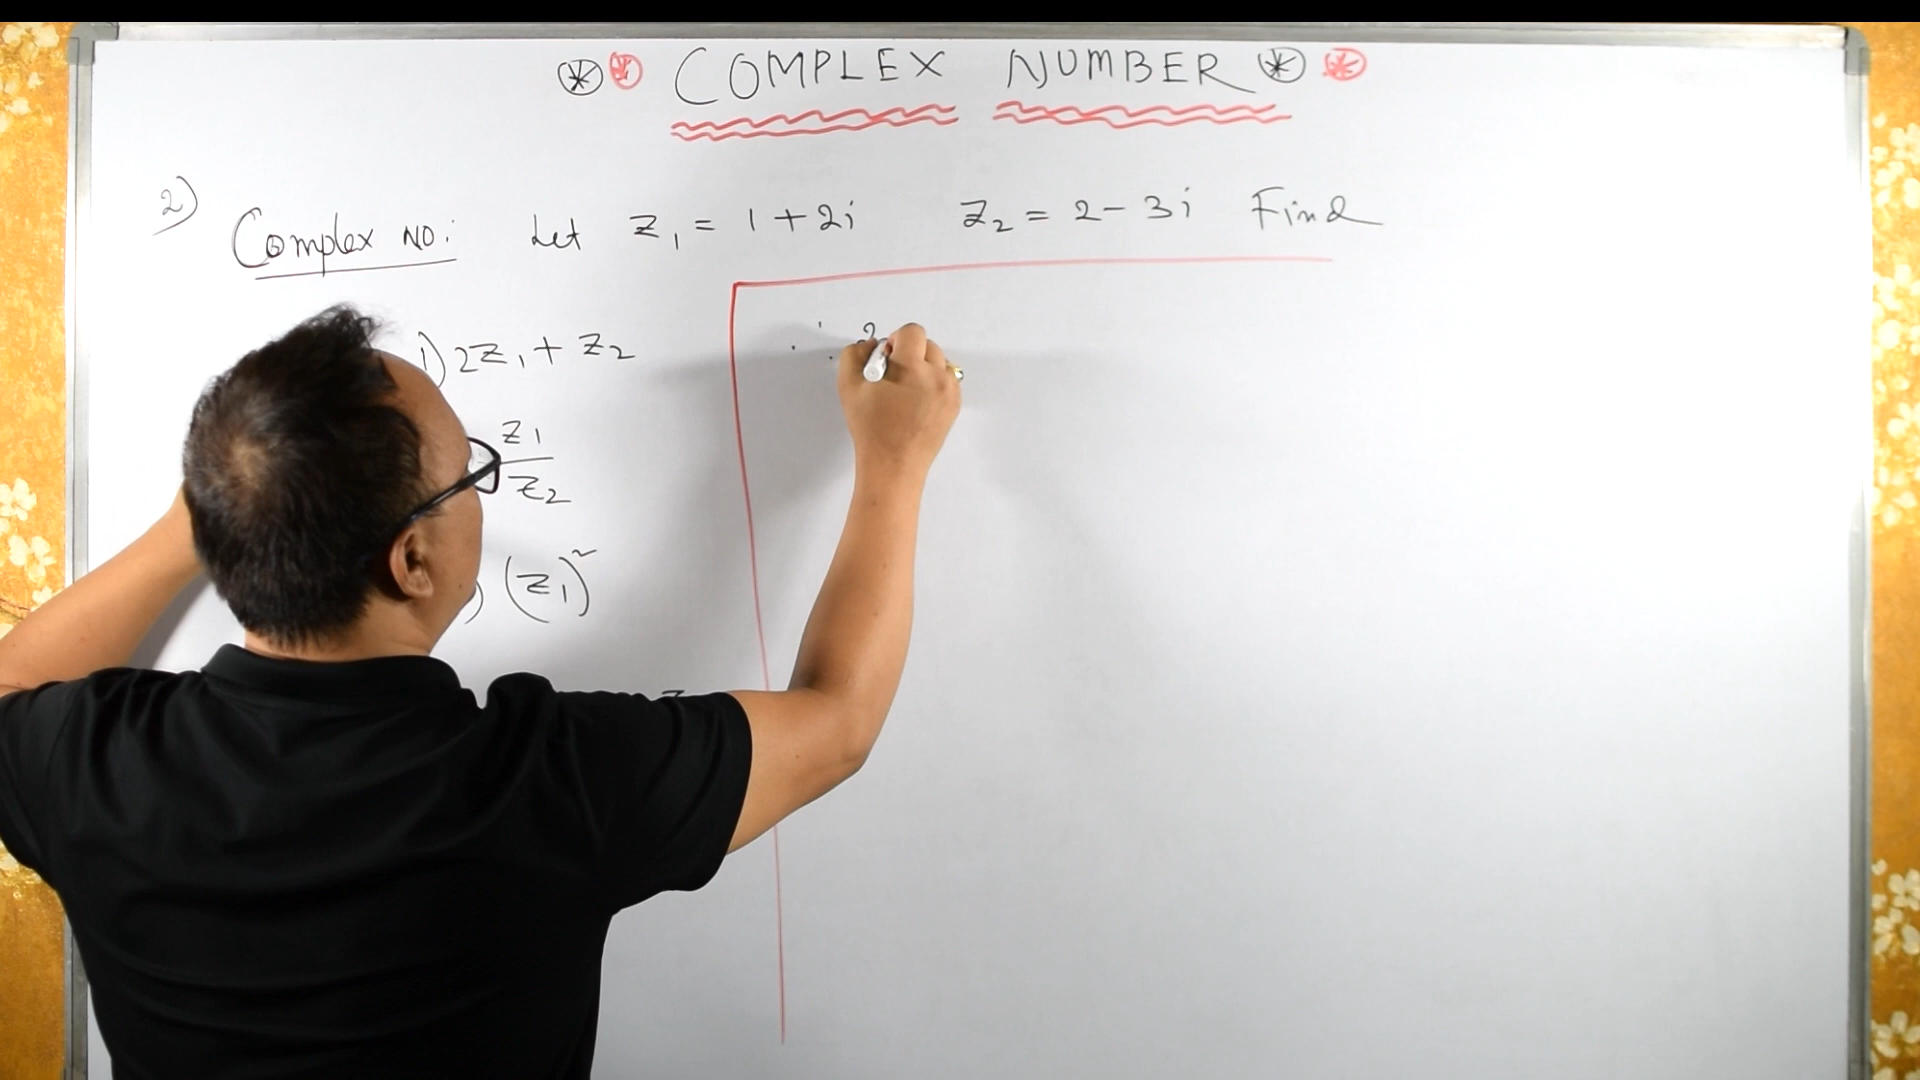 COMPLEX NUMBER
2) Complex NO: Let z₁ = 1 + 2i z₂ = 2 - 3i Find
1) 2z₁ + z₂
z₁
z₂
) (z₁)²
∴ 2